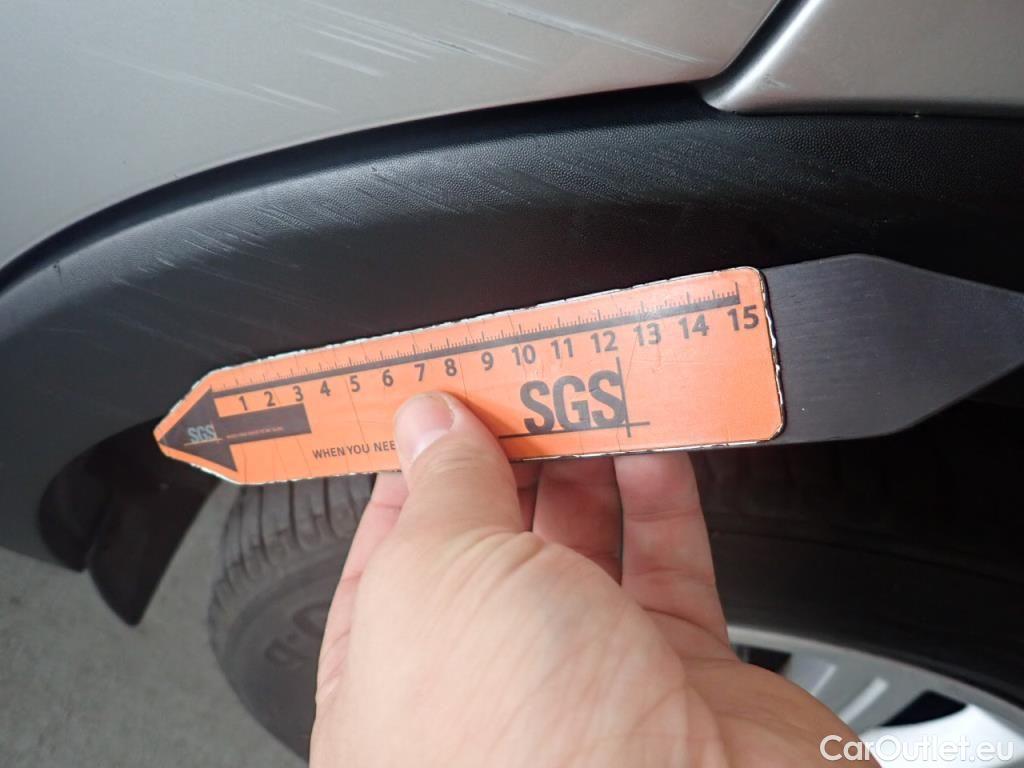 1 2 3 4 5 6 7 8 9 10 11 12 13 14 15
SGS
SGS
WHEN YOU NEE
CarOutlet.eu